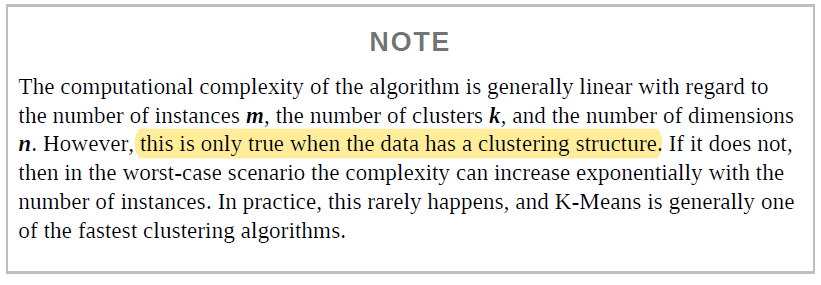 NOTE
The computational complexity of the algorithm is generally linear with regard to
the number of instances m, the number of clusters k, and the number of dimensions
n. However, this is only true when the data has a clustering structure. If it does not,
then in the worst-case scenario the complexity can increase exponentially with the
number of instances. In practice, this rarely happens, and K-Means is generally one
of the fastest clustering algorithms.